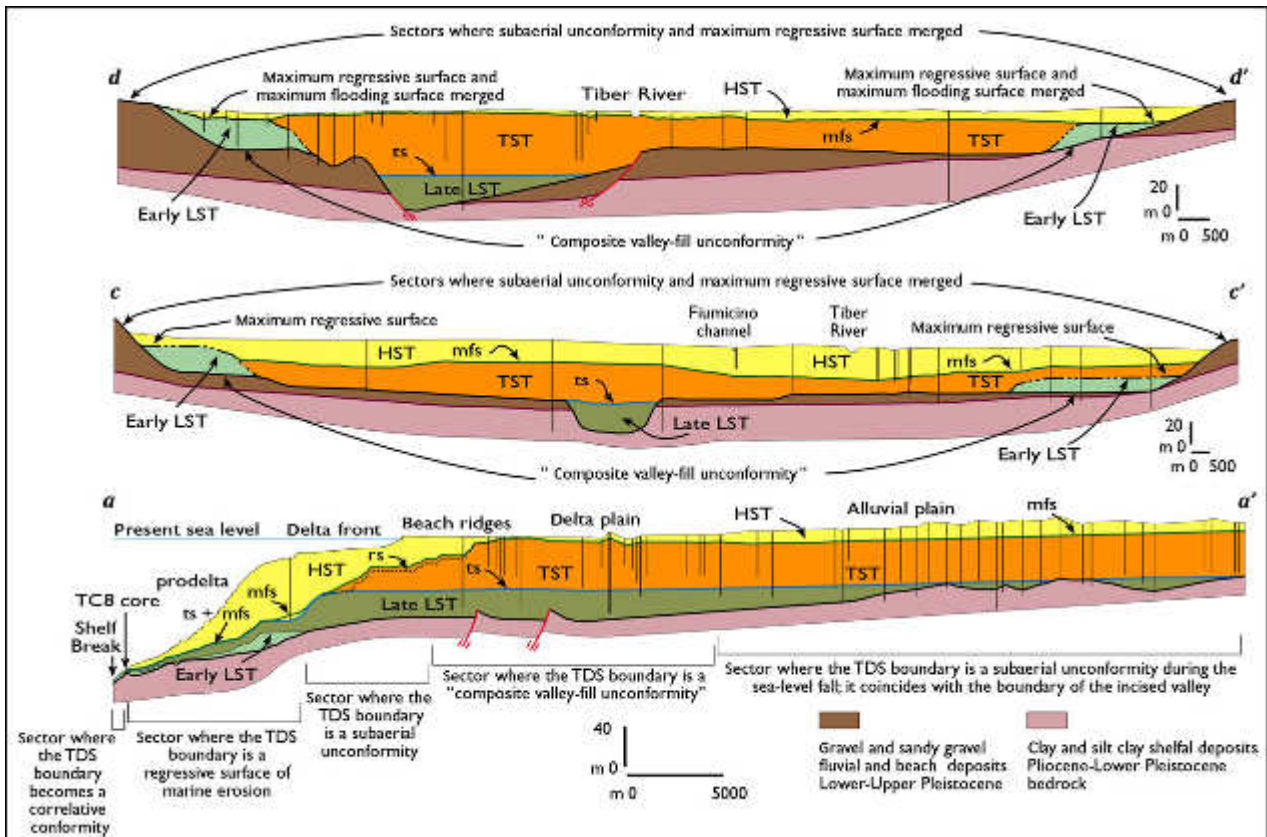 Sectors where subaerial unconformity and maximum regressive surface merged
d
d'
Maximum regressive surface and
maximum flooding surface merged
Tiber River
HST
Maximum regressive surface and
maximum flooding surface merged
ts
TST
mfs
TST
Late LST
Early LST
Early LST
20
m 0
500
" Composite valley-fill unconformity"
Sectors where subaerial unconformity and maximum regressive surface merged
c
c'
Maximum regressive surface
Fiumicino
channel
Tiber
River
Maximum regressive surface
HST
mfs
HST
mfs
TST
ts
TST
Early LST
Late LST
Early LST
20
m 0
500
" Composite valley-fill unconformity"
a
a'
Present sea level
Delta front
Beach ridges
Delta plain
HST
Alluvial plain
mfs
HST
rs
ts
TST
TST
prodelta
mfs
TC8 core
ts + mfs
Late LST
Shelf
Break
Early LST
Sector where
the TDS
boundary
becomes a
correlative
conformity
Sector where the TDS
boundary is a
regressive surface of
marine erosion
Sector where the
TDS boundary
is a subaerial
unconformity
Sector where the TDS boundary is a
"composite valley-fill unconformity"
Sector where the TDS boundary is a subaerial unconformity during the
sea-level fall; it coincides with the boundary of the incised valley
40
m 0
m 0
5000
Gravel and sandy gravel
fluvial and beach deposits
Lower-Upper Pleistocene
Clay and silt clay shelfal deposits
Pliocene-Lower Pleistocene
bedrock